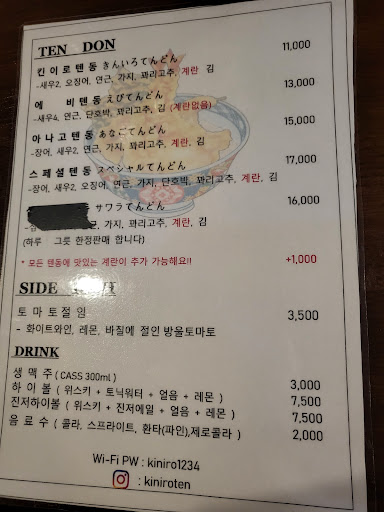 TEN DON
킨이로텐동 きんいろてんどん 11,000
-새우2, 오징어, 연근, 가지, 꽈리고추, 계란, 김
에 비텐동 えびてんどん 13,000
-새우4, 연근, 단호박, 꽈리고추, 김 (계란없음)
아나고텐동 あなごてんどん 15,000
-장어, 새우2, 연근, 가지, 꽈리고추, 계란, 김
스페셜텐동 スペシャルてんどん 17,000
-장어, 새우2, 오징어, 연근, 가지, 단호박, 꽈리고추, 계란, 김
サワラてんどん 16,000
가지, 꽈리고추, 계란, 김
(하루 그릇 한정판매 합니다)
* 모든 텐동에 맛있는 계란이 추가 가능해요!! +1,000
SIDE
토마토절임 3,500
- 화이트와인, 레몬, 바질에 절인 방울토마토
DRINK
생맥주 ( CASS 300ml ) 3,000
하이볼 ( 위스키 + 토닉워터 + 얼음 + 레몬 ) 7,500
진저하이볼 ( 위스키 + 진저에일 + 얼음 + 레몬 ) 7,500
음료수 ( 콜라, 스프라이트, 환타(파인),제로콜라 ) 2,000
Wi-Fi PW : kiniro1234
: kiniroten